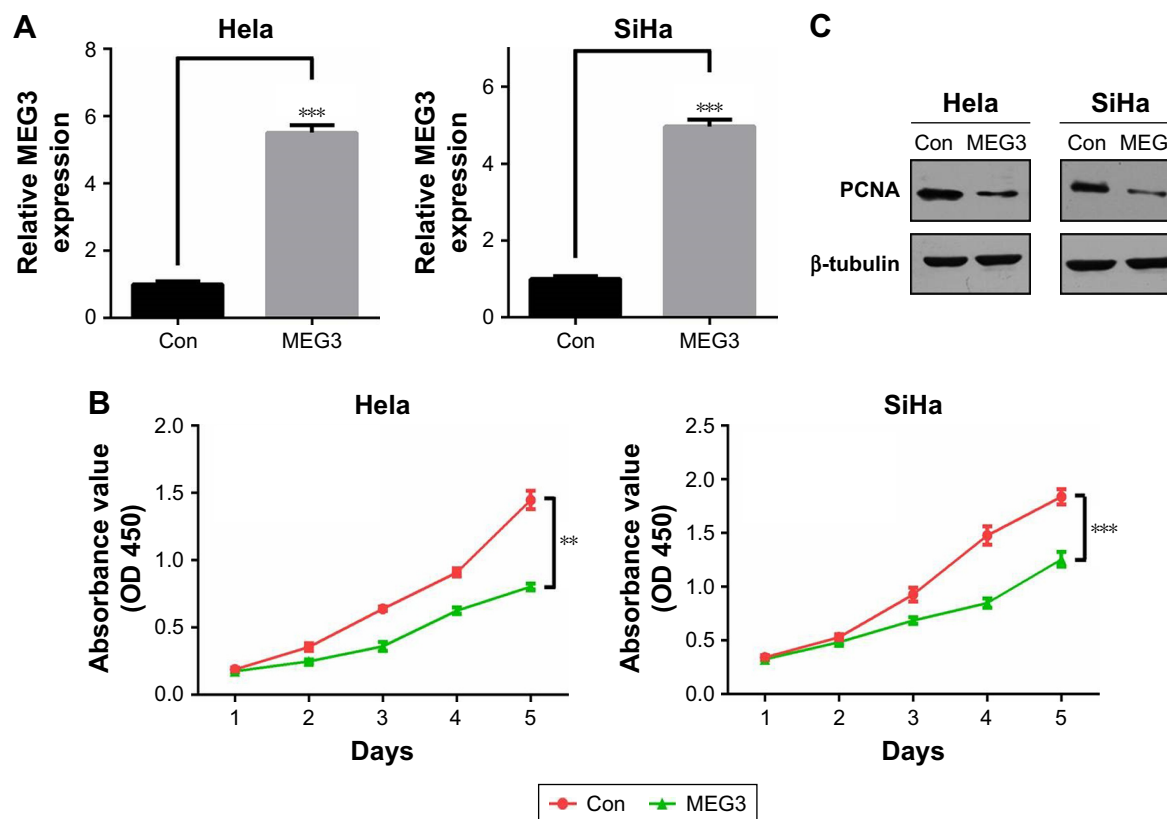 A
Hela
Relative MEG3
expression
8
6
4
2
0
***
Con
MEG3
SiHa
Relative MEG3
expression
6
4
2
0
***
Con
MEG3
C
Hela
SiHa
Con MEG3
Con MEG
PCNA
β-tubulin
B
Hela
Absorbance value
(OD 450)
2.0
1.5
1.0
0.5
0.0
**
1 2 3 4 5
Days
SiHa
Absorbance value
(OD 450)
2.5
2.0
1.5
1.0
0.5
0.0
***
1 2 3 4 5
Days
Con MEG3